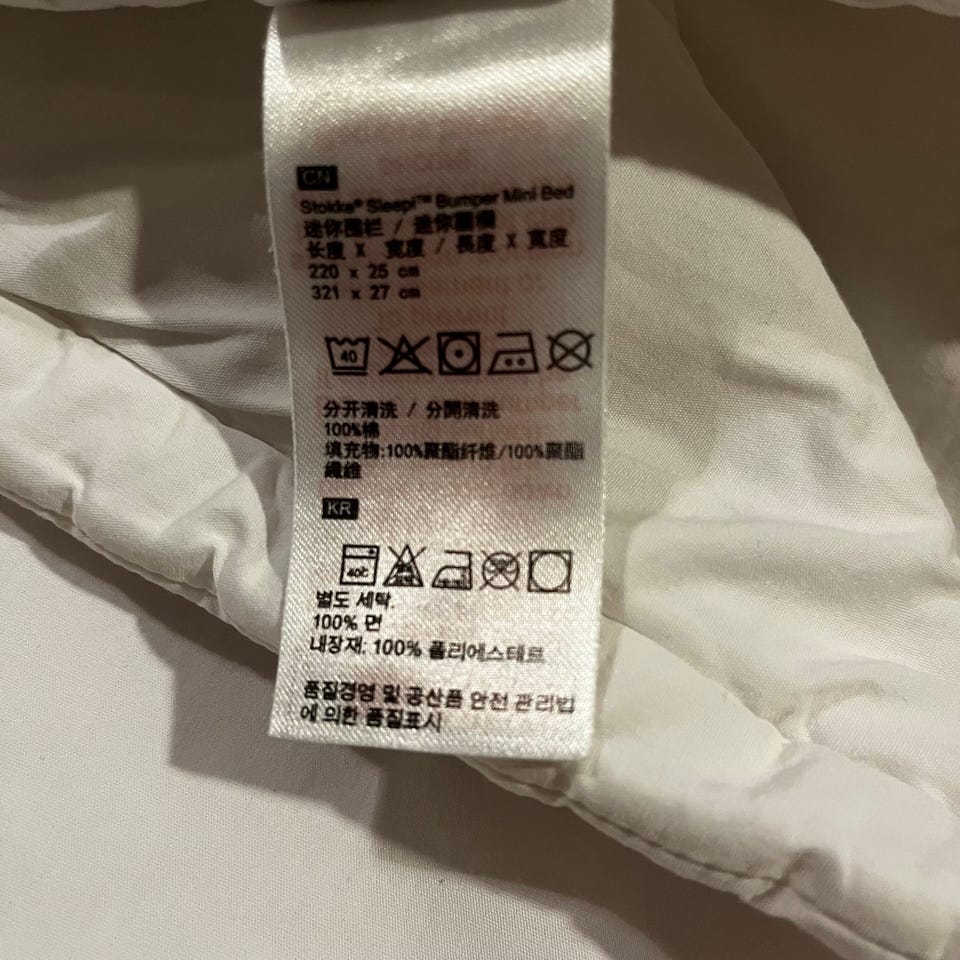 CN
Stokke® Sleepi™ Bumper Mini Bed
迷你围栏 / 迷你圍欄
长度 X 宽度 / 長度 X 寬度
220 x 25 cm
321 x 27 cm
40
分开清洗 / 分開清洗
100%棉
填充物:100%聚酯纤维/100%聚酯
纖維
KR
40℃
별도 세탁.
100% 면
내장재: 100% 폴리에스테르
품질경영 및 공산품 안전 관리법
에 의한 품질표시